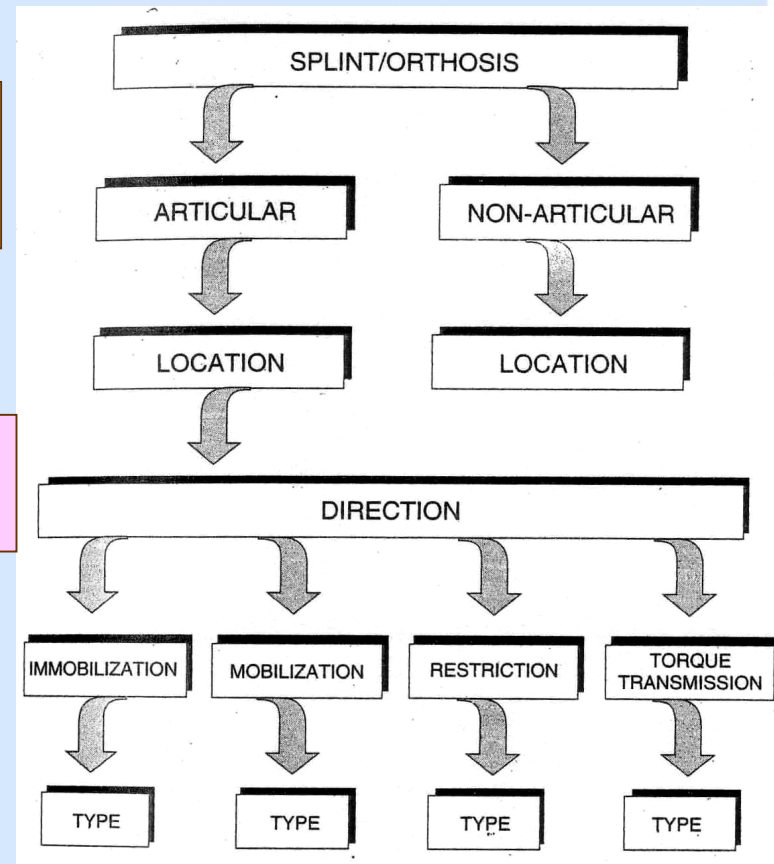 SPLINT/ORTHOSIS
ARTICULAR
NON-ARTICULAR
LOCATION
LOCATION
DIRECTION
IMMOBILIZATION
MOBILIZATION
RESTRICTION
TORQUE
TRANSMISSION
TYPE
TYPE
TYPE
TYPE